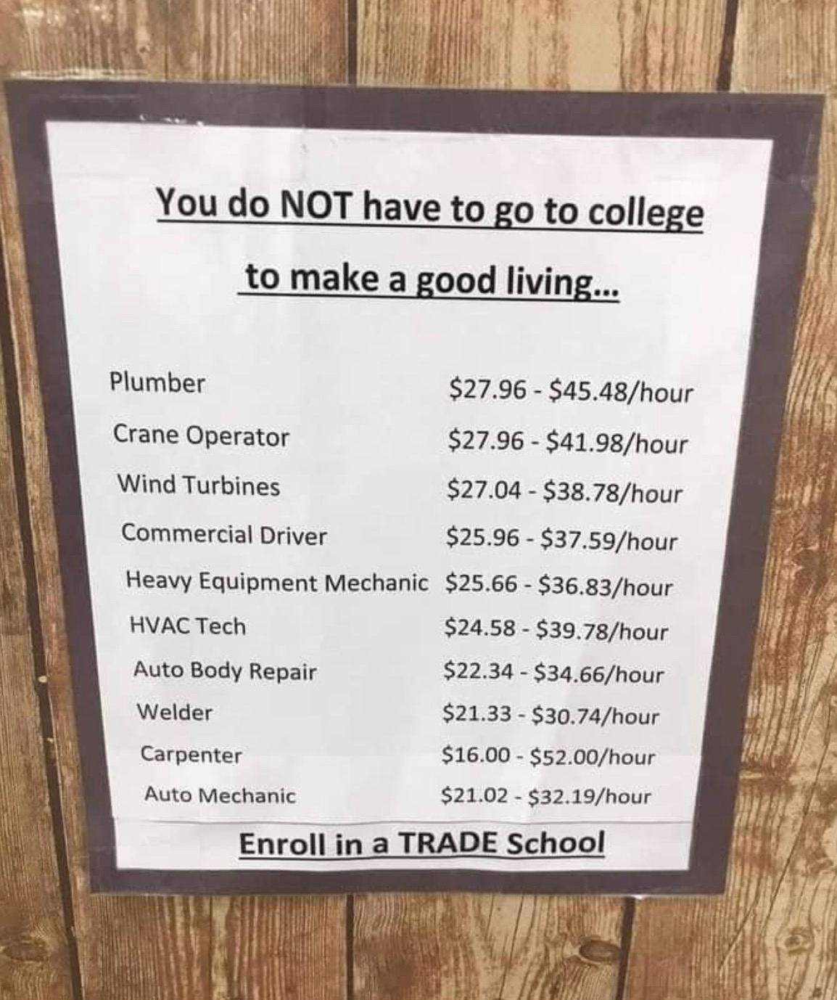 You do NOT have to go to college
to make a good living...
Plumber $27.96 - $45.48/hour
Crane Operator $27.96 - $41.98/hour
Wind Turbines $27.04 - $38.78/hour
Commercial Driver $25.96 - $37.59/hour
Heavy Equipment Mechanic $25.66 - $36.83/hour
HVAC Tech $24.58 - $39.78/hour
Auto Body Repair $22.34 - $34.66/hour
Welder $21.33 - $30.74/hour
Carpenter $16.00 - $52.00/hour
Auto Mechanic $21.02 - $32.19/hour
Enroll in a TRADE School